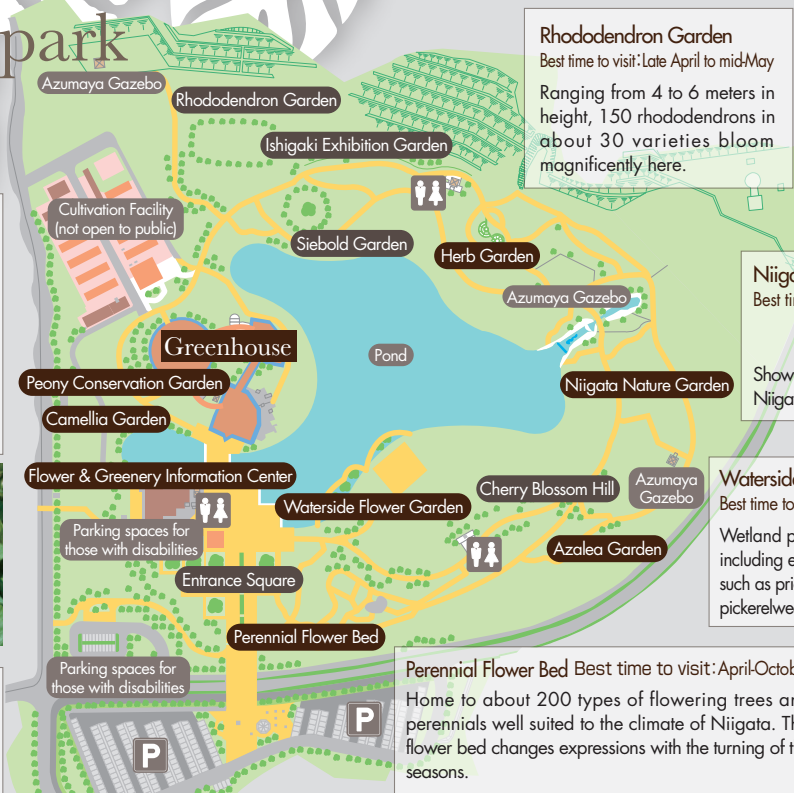 park
Azumaya Gazebo
Rhododendron Garden
Ishigaki Exhibition Garden
Cultivation Facility
(not open to public)
Siebold Garden
Herb Garden
Azumaya Gazebo
Greenhouse
Pond
Peony Conservation Garden
Niigata Nature Garden
Camellia Garden
Flower & Greenery Information Center
Waterside Flower Garden
Cherry Blossom Hill
Azumaya
Gazebo
Parking spaces for
those with disabilities
Azalea Garden
Entrance Square
Perennial Flower Bed
Parking spaces for
those with disabilities
P
P
Rhododendron Garden
Best time to visit:Late April to mid-May
Ranging from 4 to 6 meters in
height, 150 rhododendrons in
about 30 varieties bloom
magnificently here.
Niiga
Best ti
Show
Niiga
Waterside
Best time to
Wetland p
including e
such as pri
pickerelwe
Perennial Flower Bed Best time to visit:April-Octob
Home to about 200 types of flowering trees an
perennials well suited to the climate of Niigata. Th
flower bed changes expressions with the turning of t
seasons.